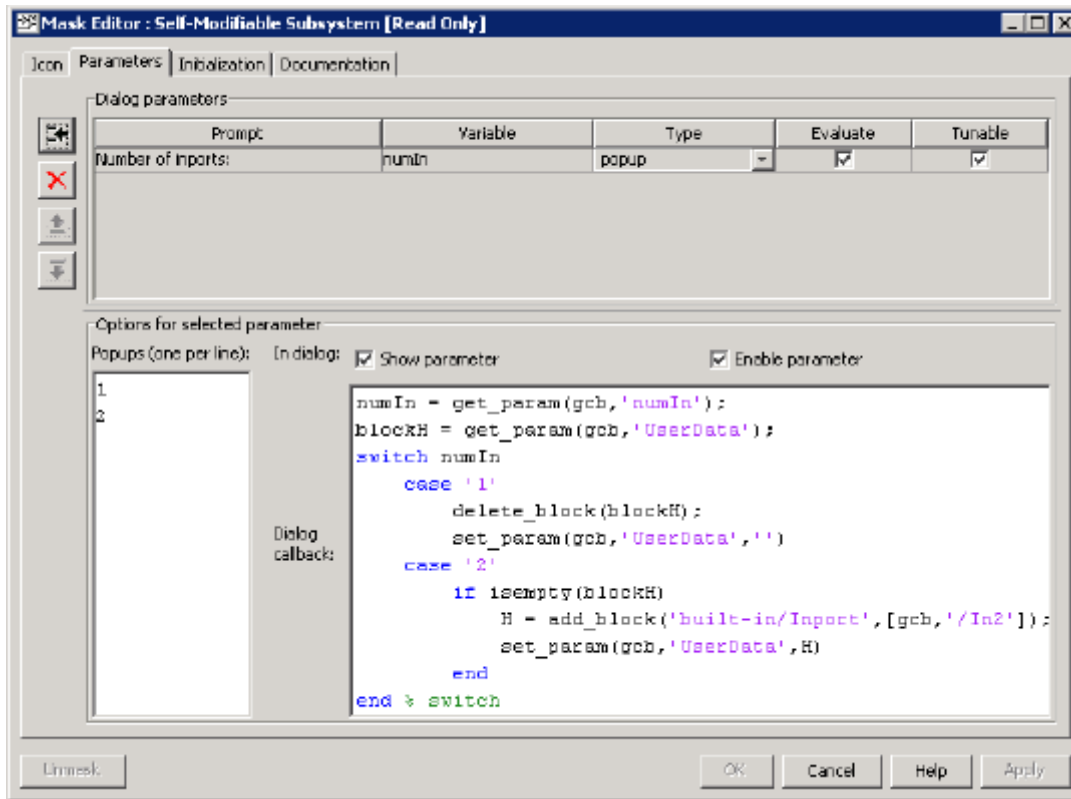 Mask Editor : Self-Modifiable Subsystem [Read Only]
Icon Parameters Initialization Documentation
Dialog parameters
Prompt Variable Type Evaluate Tunable
Number of inports: numIn popup
Options for selected parameter
Popups (one per line): In dialog: Show parameter Enable parameter
1
2
Dialog callback:
numIn = get_param(gcb,'numIn');
blockH = get_param(gcb,'UserData');
switch numIn
case '1'
delete_block(blockH);
set_param(gcb,'UserData','')
case '2'
if isempty(blockH)
H = add_block('built-in/Inport',[gcb,'/In2']);
set_param(gcb,'UserData',H)
end
end % switch
Unmask OK Cancel Help Apply